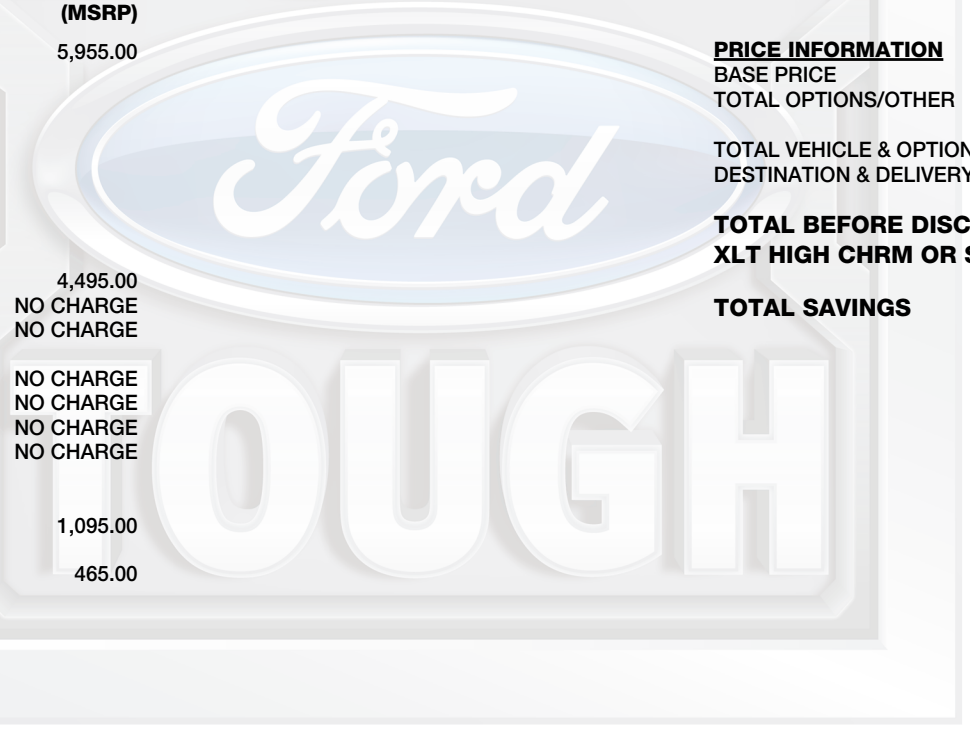 (MSRP)
5,955.00
4,495.00
NO CHARGE
NO CHARGE
NO CHARGE
NO CHARGE
NO CHARGE
NO CHARGE
1,095.00
465.00
Ford
TOUGH
PRICE INFORMATION
BASE PRICE
TOTAL OPTIONS/OTHER
TOTAL VEHICLE & OPTION
DESTINATION & DELIVERY
TOTAL BEFORE DISC
XLT HIGH CHRM OR S
TOTAL SAVINGS